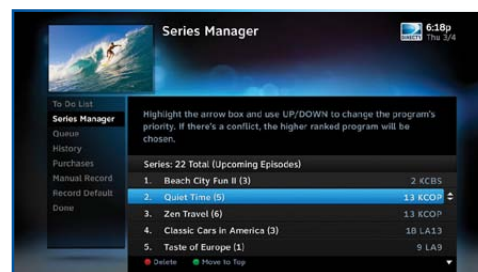 Series Manager
6:18p
DIRECTV Thu 3/4
To Do List
Series Manager
Queue
History
Purchases
Manual Record
Record Default
Done
Highlight the arrow box and use UP/DOWN to change the program's
priority. If there's a conflict, the higher ranked program will be
chosen.
Series: 22 Total (Upcoming Episodes)
1. Beach City Fun II (3) 2 KCBS
2. Quiet Time (5) 13 KCOP
3. Zen Travel (6) 13 KCOP
4. Classic Cars in America (3) 18 LA13
5. Taste of Europe (1) 9 LA9
Delete Move to Top